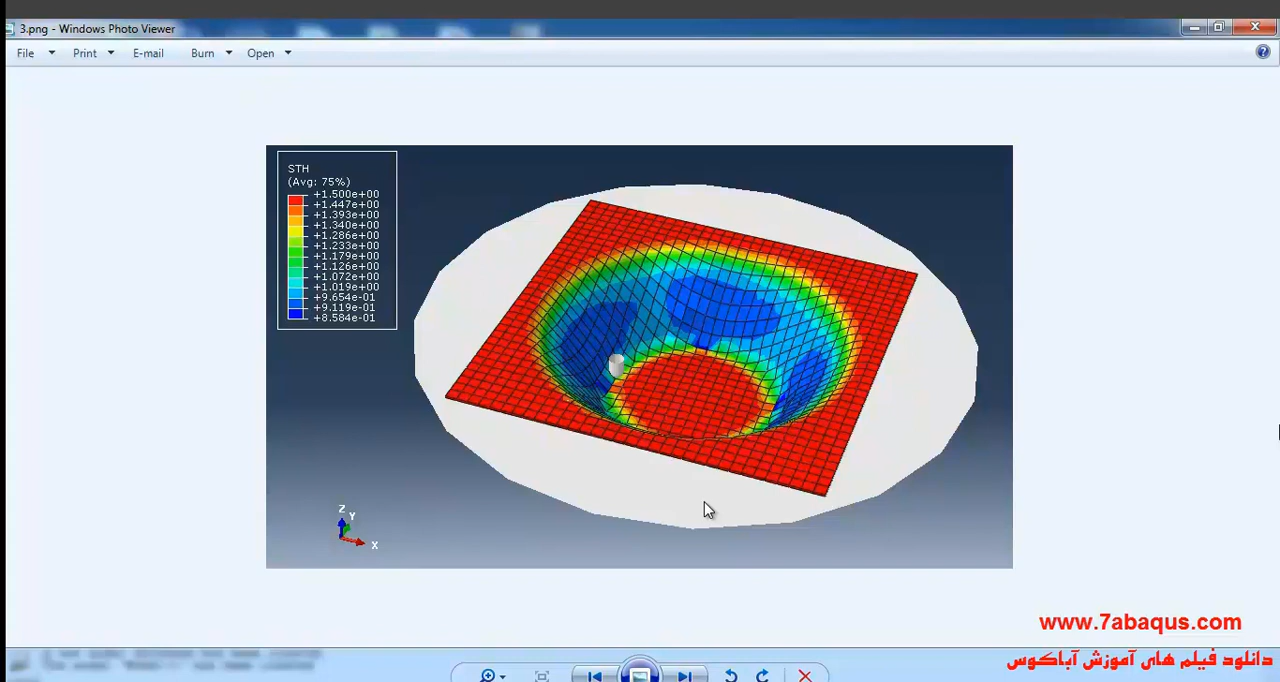 3.png - Windows Photo Viewer
File Print E-mail Burn Open
STH
(Avg: 75%)
+1.500e+00
+1.447e+00
+1.393e+00
+1.340e+00
+1.286e+00
+1.233e+00
+1.179e+00
+1.126e+00
+1.072e+00
+1.019e+00
+9.654e-01
+9.119e-01
+8.584e-01
Z
Y
X
www.7abaqus.com
دانلود فیلم های آموزش آباکوس